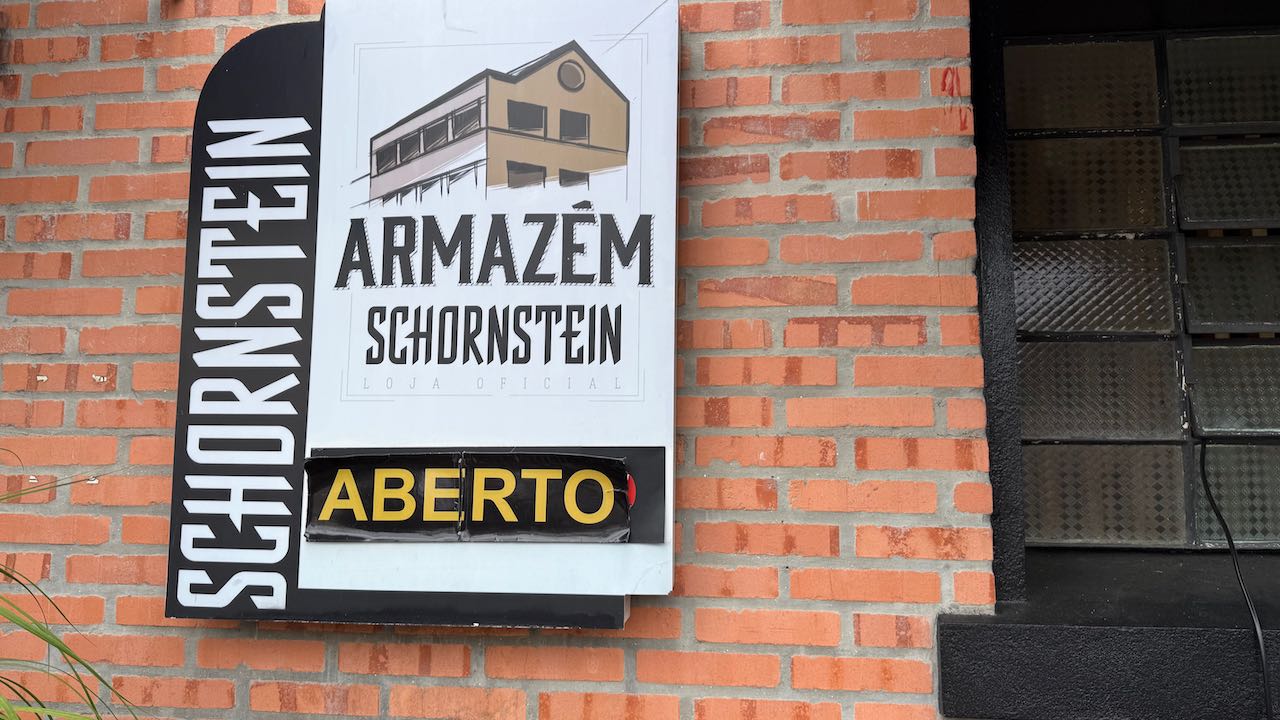 SCHORNSTEIN
ARMAZÉM
SCHORNSTEIN
LOJA OFICIAL
ABERTO